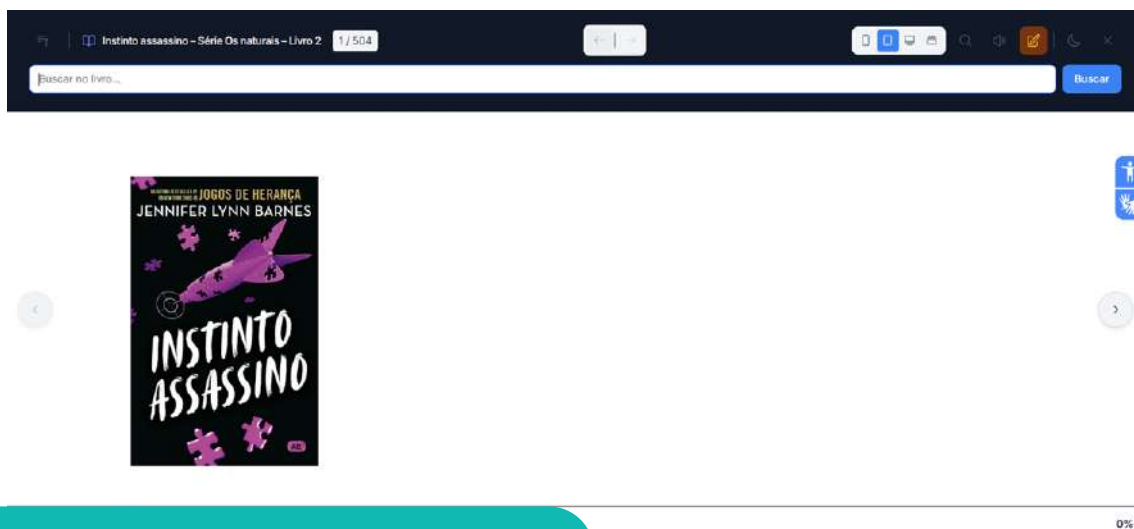 Instinto assassino – Série Os naturais – Livro 2 1 / 504
Buscar no livro...
Buscar
JOGOS DE HERANÇA
JENNIFER LYNN BARNES
INSTINTO
ASSASSINO
0%